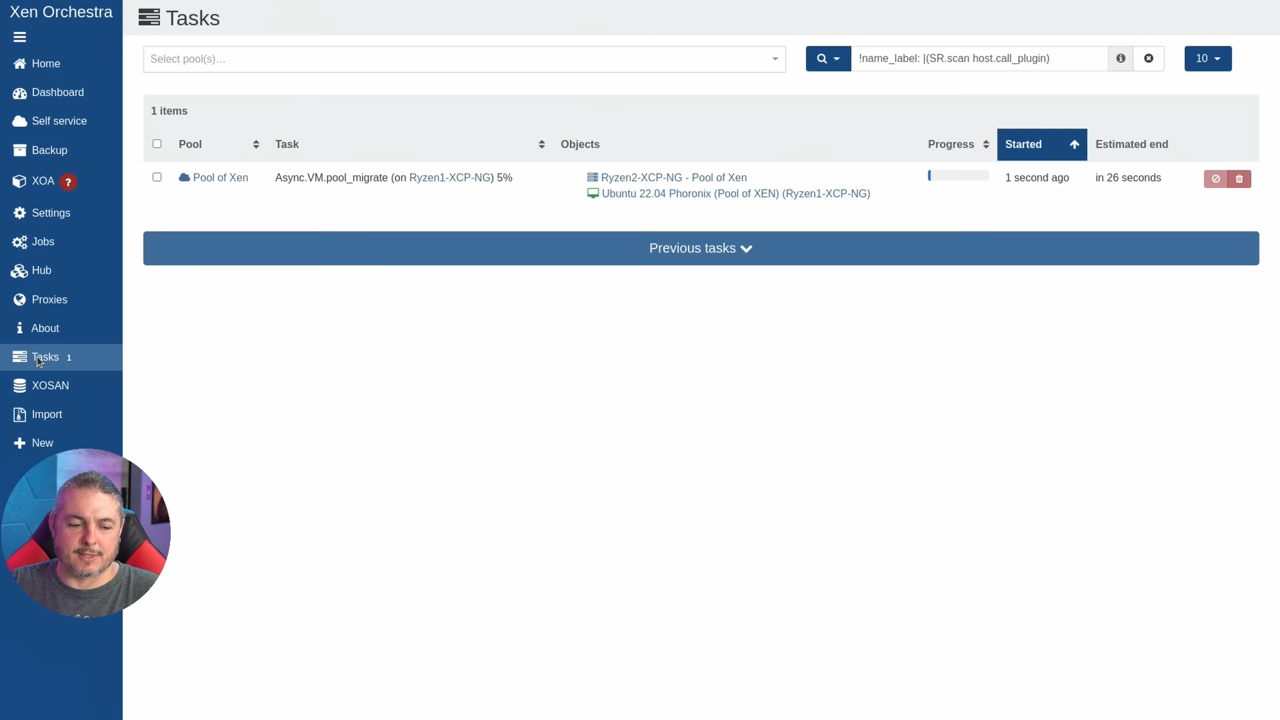 Xen Orchestra
Home
Dashboard
Self service
Backup
XOA ?
Settings
Jobs
Hub
Proxies
About
Tasks 1
XOSAN
Import
New
Tasks
Select pool(s)...
!name_label: |(SR.scan host.call_plugin)
10
1 items
Pool Task Objects Progress Started Estimated end
Pool of Xen Async.VM.pool_migrate (on Ryzen1-XCP-NG) 5% Ryzen2-XCP-NG - Pool of Xen 1 second ago in 26 seconds
Ubuntu 22.04 Phoronix (Pool of XEN) (Ryzen1-XCP-NG)
Previous tasks